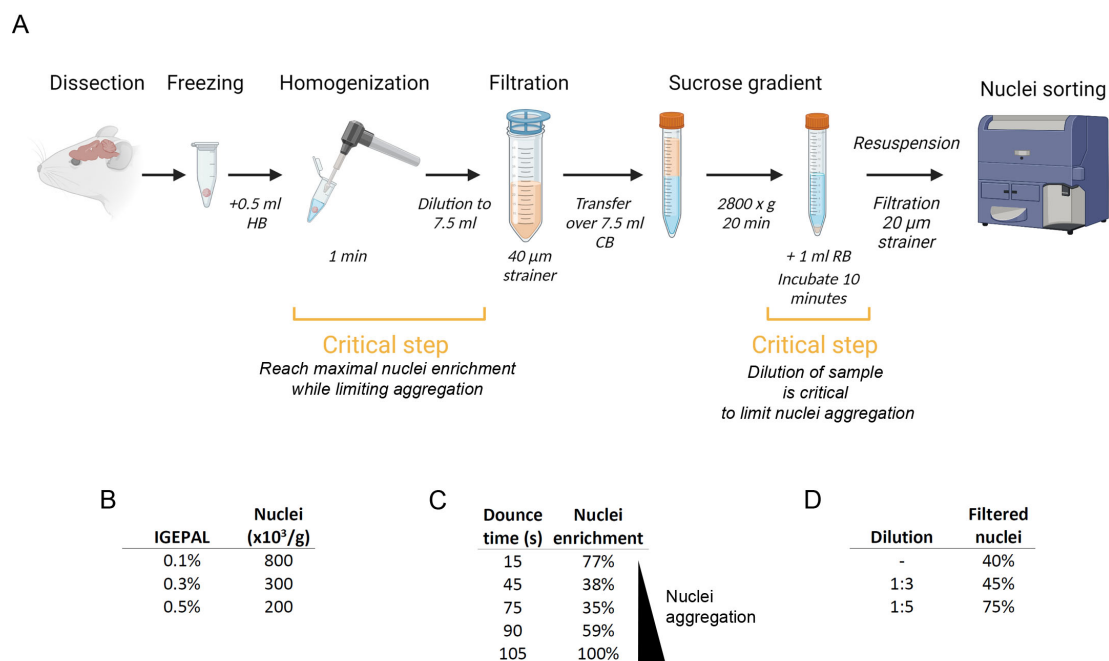 A
Dissection
Freezing
Homogenization
Filtration
Sucrose gradient
Nuclei sorting
+0.5 ml
HB
1 min
Dilution to
7.5 ml
40 µm
strainer
Transfer
over 7.5 ml
CB
2800 x g
20 min
+ 1 ml RB
Incubate 10
minutes
Resuspension
Filtration
20 µm
strainer
Critical step
Reach maximal nuclei enrichment
while limiting aggregation
Critical step
Dilution of sample
is critical
to limit nuclei aggregation
B
IGEPAL Nuclei (x10³/g)
0.1% 800
0.3% 300
0.5% 200
C
Dounce Nuclei
time (s) enrichment
15 77%
45 38%
75 35%
90 59%
105 100%
Nuclei
aggregation
D
Dilution Filtered nuclei
- 40%
1:3 45%
1:5 75%